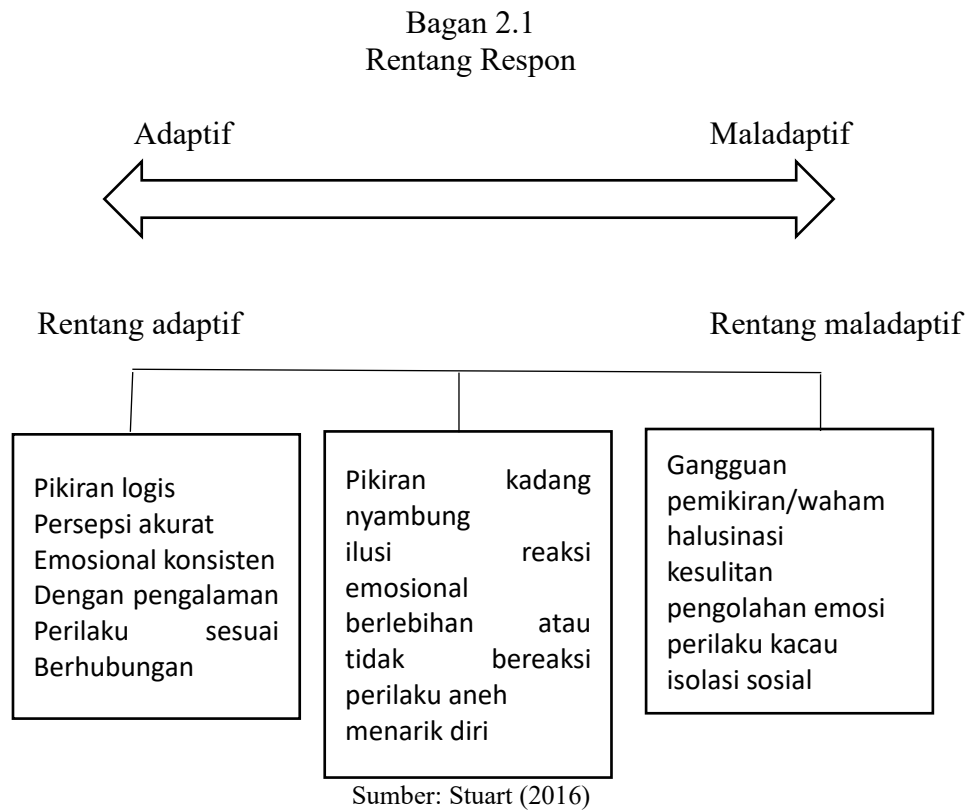 Bagan 2.1
Rentang Respon
Adaptif
Maladaptif
Rentang adaptif
Rentang maladaptif
Pikiran logis
Persepsi akurat
Emosional konsisten
Dengan pengalaman
Perilaku sesuai
Berhubungan
Pikiran kadang
nyambung
ilusi reaksi
emosional
berlebihan atau
tidak bereaksi
perilaku aneh
menarik diri
Gangguan
pemikiran/waham
halusinasi
kesulitan
pengolahan emosi
perilaku kacau
isolasi sosial
Sumber: Stuart (2016)